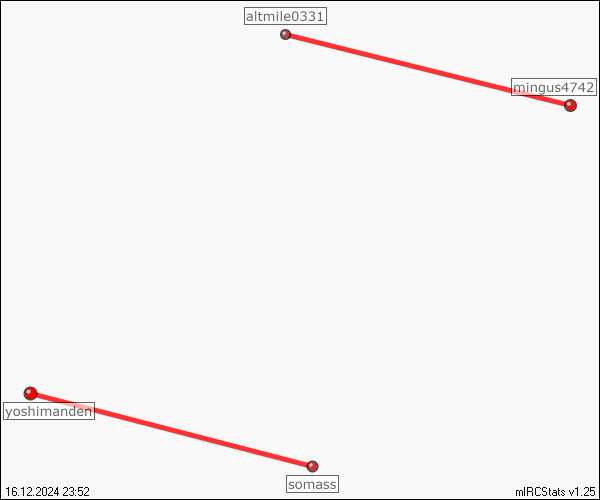 altmile0331
mingus4742
yoshimanden
somass
16.12.2024 23:52
mIRCStats v1.25